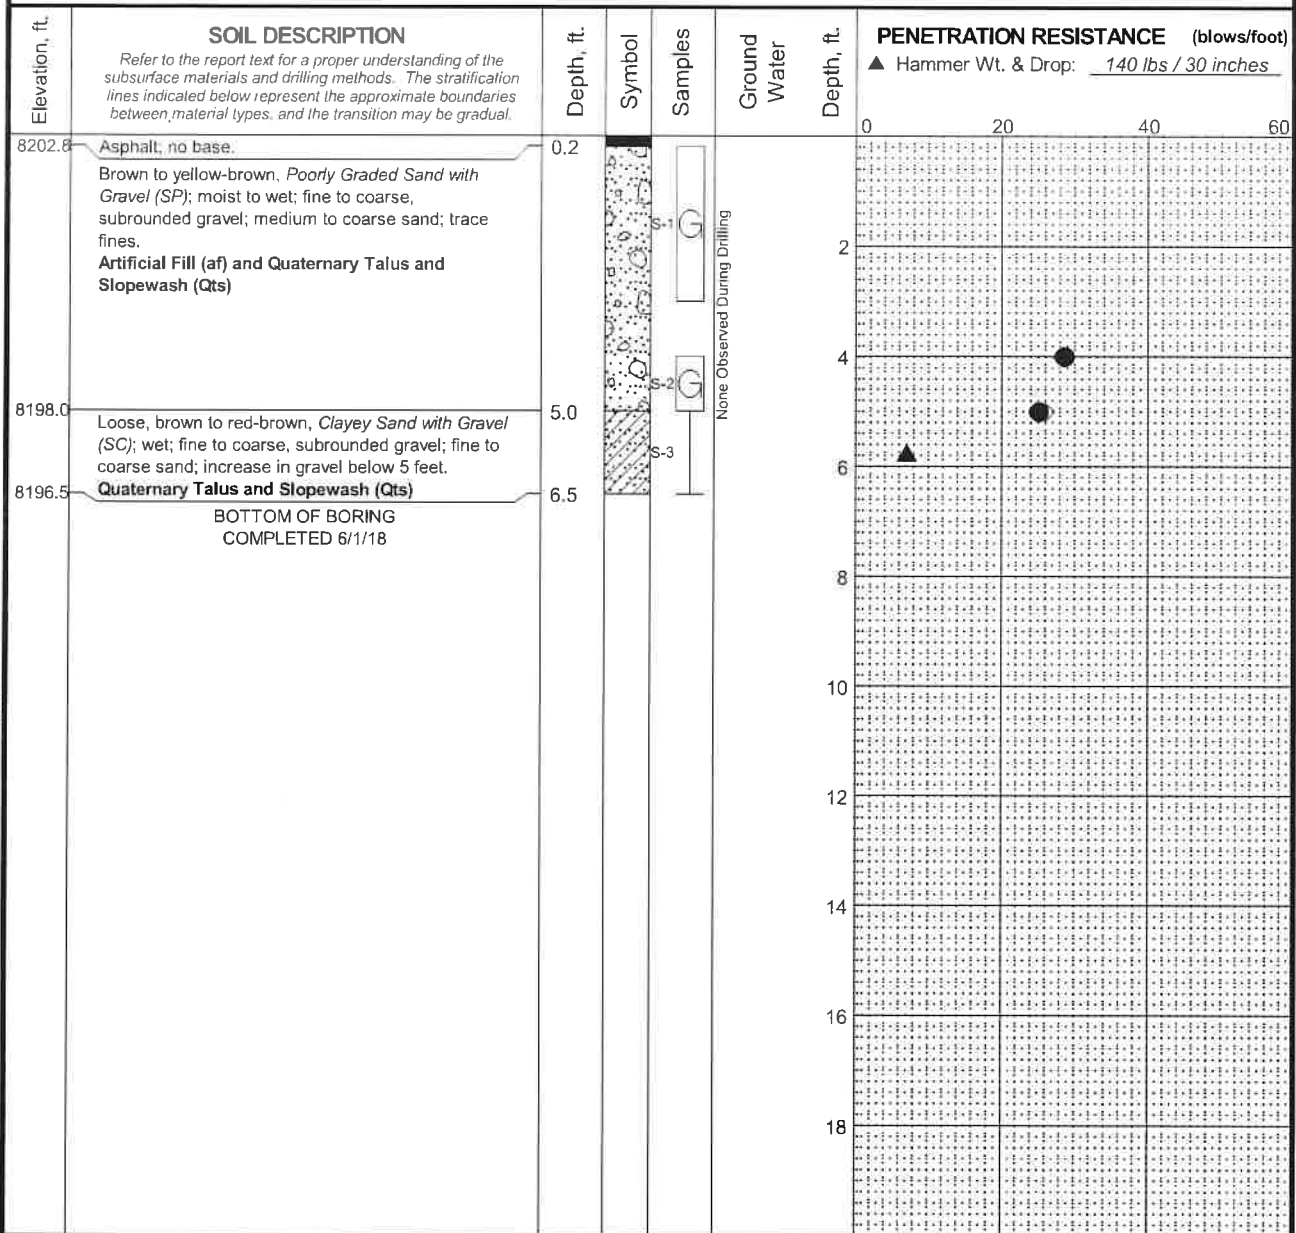 Elevation, ft.
SOIL DESCRIPTION
Refer to the report text for a proper understanding of the
subsurface materials and drilling methods. The stratification
lines indicated below represent the approximate boundaries
between material types, and the transition may be gradual.
Depth, ft.
Symbol
Samples
Ground
Water
Depth, ft.
PENETRATION RESISTANCE (blows/foot)
▲ Hammer Wt. & Drop: 140 lbs / 30 inches
0 20 40 60
8202.8 Asphalt; no base. 0.2
Brown to yellow-brown, Poorly Graded Sand with
Gravel (SP); moist to wet; fine to coarse,
subrounded gravel; medium to coarse sand; trace
fines.
Artificial Fill (af) and Quaternary Talus and
Slopewash (Qts)
S-1 G
S-2 G
None Observed During Drilling
8198.0 5.0
Loose, brown to red-brown, Clayey Sand with Gravel
(SC); wet; fine to coarse, subrounded gravel; fine to
coarse sand; increase in gravel below 5 feet.
S-3
8196.5 Quaternary Talus and Slopewash (Qts) 6.5
BOTTOM OF BORING
COMPLETED 6/1/18
2
4
6
8
10
12
14
16
18